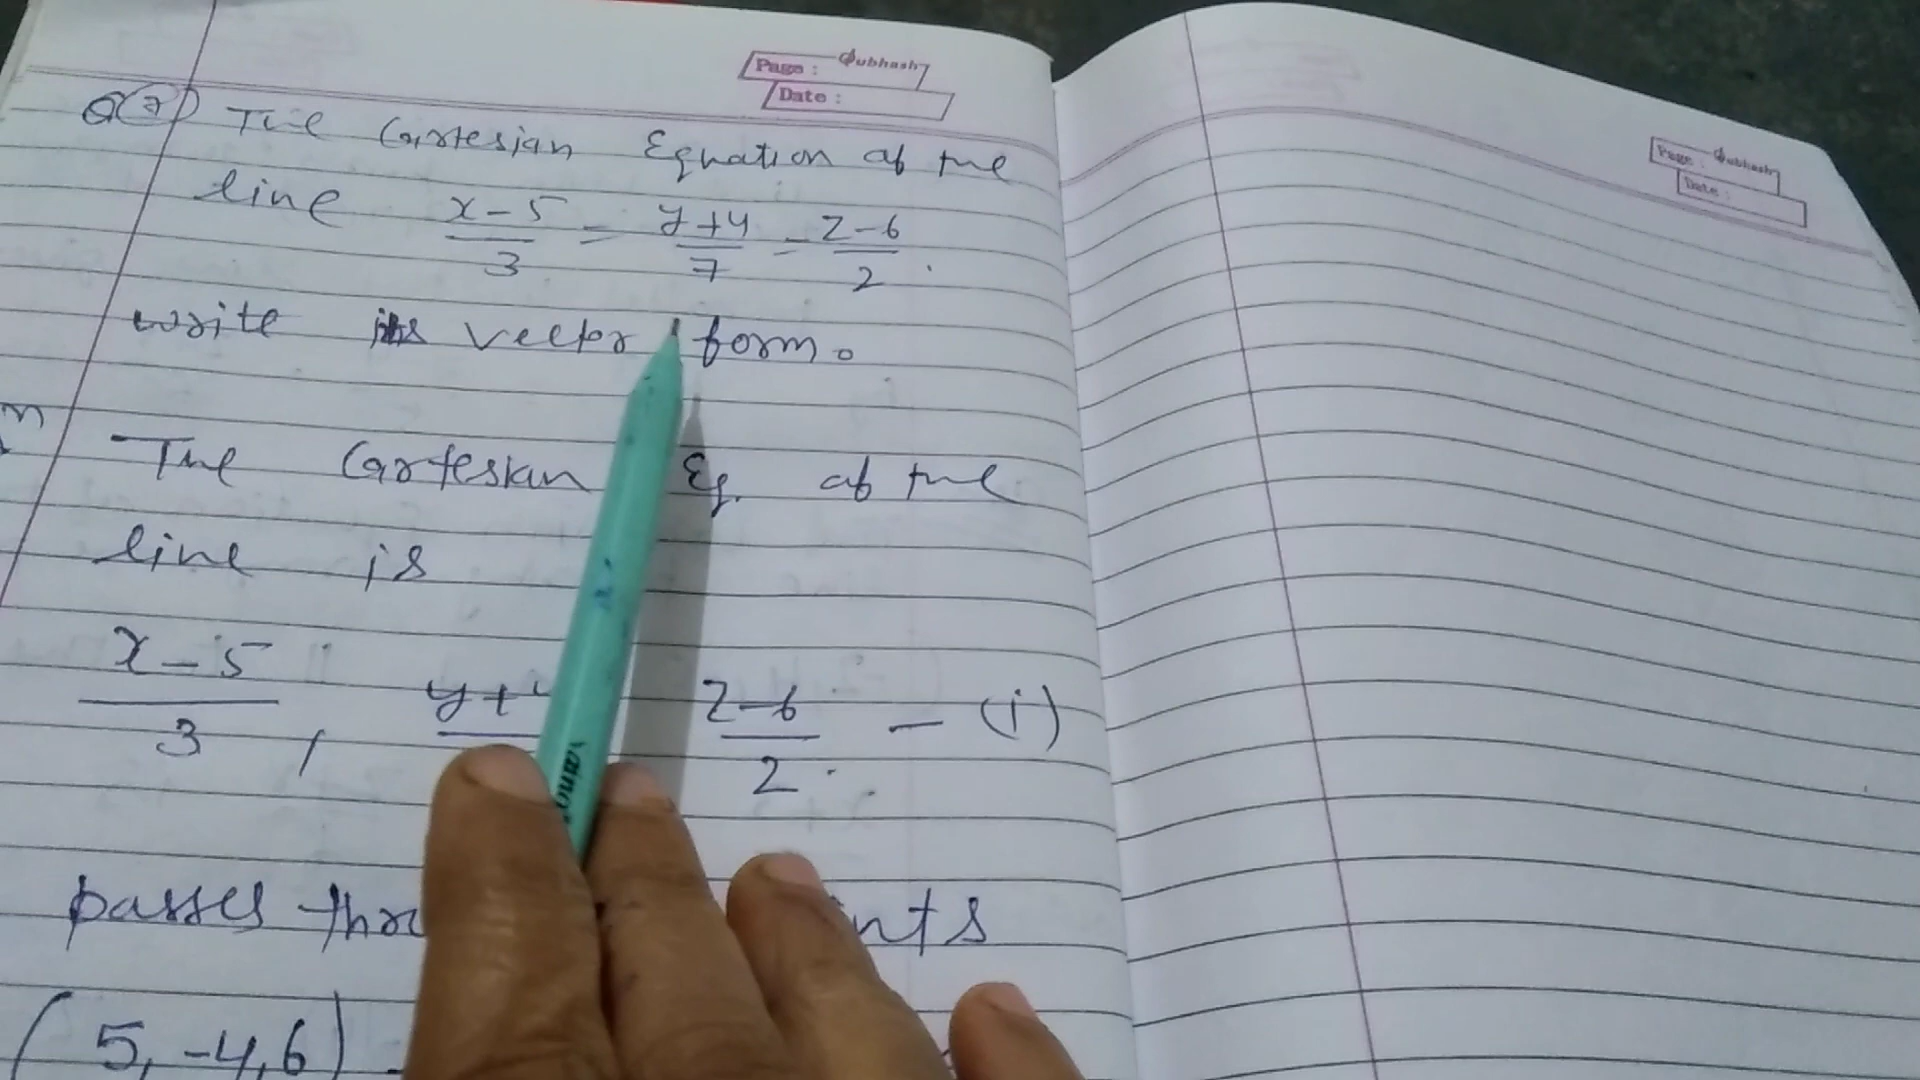 Page: Subhash
Date:
Q(7) The Cartesian Equation of the
line x-5/3 = y+4/7 = z-6/2.
write its vector form.
The Cartesian Eq. of the
line is
x-5/3, y+ z-6/2. - (i)
passes
(5, -4, 6)
Page: Subhash
Date: